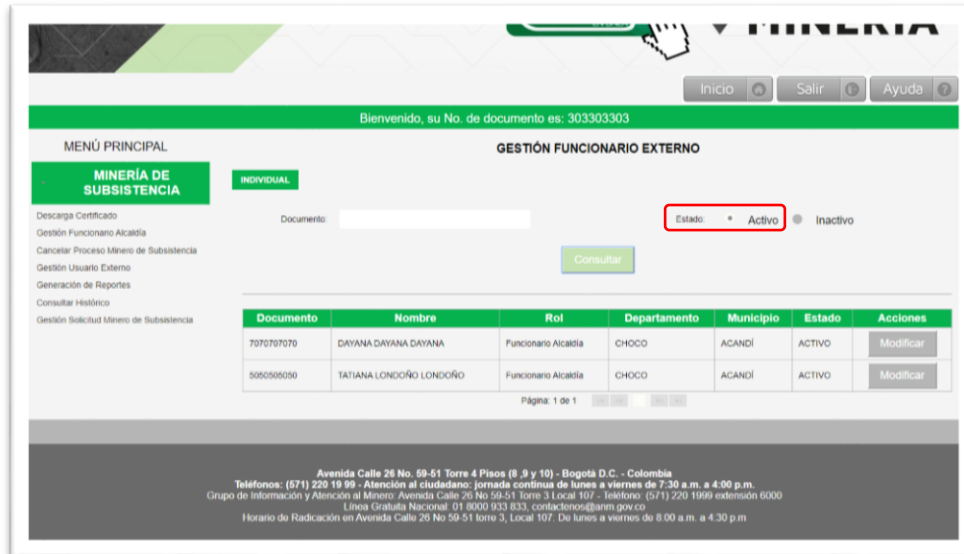 MINERÍA
Inicio Salir Ayuda
Bienvenido, su No. de documento es: 303303303
MENÚ PRINCIPAL
GESTIÓN FUNCIONARIO EXTERNO
MINERÍA DE
SUBSISTENCIA
INDIVIDUAL
Descarga Certificado
Gestión Funcionario Alcaldía
Cancelar Proceso Minero de Subsistencia
Gestión Usuario Externo
Generación de Reportes
Consultar Histórico
Gestión Solicitud Minero de Subsistencia
Documento: Estado: Activo Inactivo
Consultar
Documento Nombre Rol Departamento Municipio Estado Acciones
7070707070 DAYANA DAYANA DAYANA Funcionario Alcaldía CHOCO ACANDÍ ACTIVO Modificar
5050505050 TATIANA LONDOÑO LONDOÑO Funcionario Alcaldía CHOCO ACANDÍ ACTIVO Modificar
Página: 1 de 1
Avenida Calle 26 No. 59-51 Torre 4 Pisos (8 ,9 y 10) - Bogotá D.C. - Colombia
Teléfonos: (571) 220 19 99 - Atención al ciudadano: jornada continua de lunes a viernes de 7:30 a.m. a 4:00 p.m.
Grupo de Información y Atención al Minero: Avenida Calle 26 No 59-51 Torre 3 Local 107 - Teléfono: (571) 220 1999 extensión 6000
Línea Gratuita Nacional: 01 8000 933 833, contactenos@anm.gov.co
Horario de Radicación en Avenida Calle 26 No 59-51 torre 3, Local 107. De lunes a viernes de 8:00 a.m. a 4:30 p.m